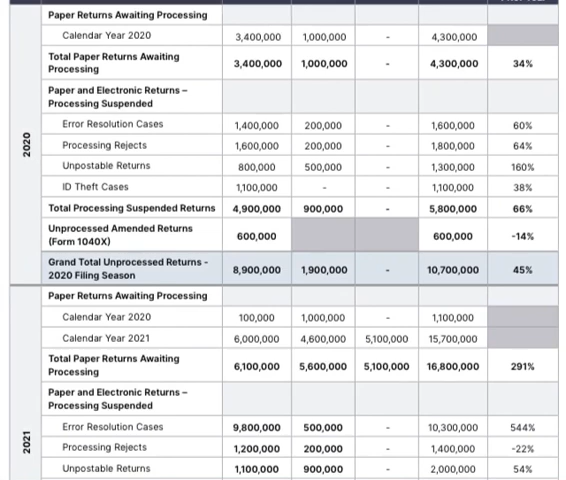 Paper Returns Awaiting Processing
Calendar Year 2020 3,400,000 1,000,000 - 4,300,000
Total Paper Returns Awaiting
Processing 3,400,000 1,000,000 - 4,300,000 34%
Paper and Electronic Returns –
Processing Suspended
Error Resolution Cases 1,400,000 200,000 - 1,600,000 60%
Processing Rejects 1,600,000 200,000 - 1,800,000 64%
Unpostable Returns 800,000 500,000 - 1,300,000 160%
ID Theft Cases 1,100,000 - - 1,100,000 38%
Total Processing Suspended Returns 4,900,000 900,000 - 5,800,000 66%
Unprocessed Amended Returns
(Form 1040X) 600,000 600,000 -14%
Grand Total Unprocessed Returns -
2020 Filing Season 8,900,000 1,900,000 - 10,700,000 45%
2020
Paper Returns Awaiting Processing
Calendar Year 2020 100,000 1,000,000 - 1,100,000
Calendar Year 2021 6,000,000 4,600,000 5,100,000 15,700,000
Total Paper Returns Awaiting
Processing 6,100,000 5,600,000 5,100,000 16,800,000 291%
Paper and Electronic Returns –
Processing Suspended
Error Resolution Cases 9,800,000 500,000 - 10,300,000 544%
Processing Rejects 1,200,000 200,000 - 1,400,000 -22%
Unpostable Returns 1,100,000 900,000 - 2,000,000 54%
2021